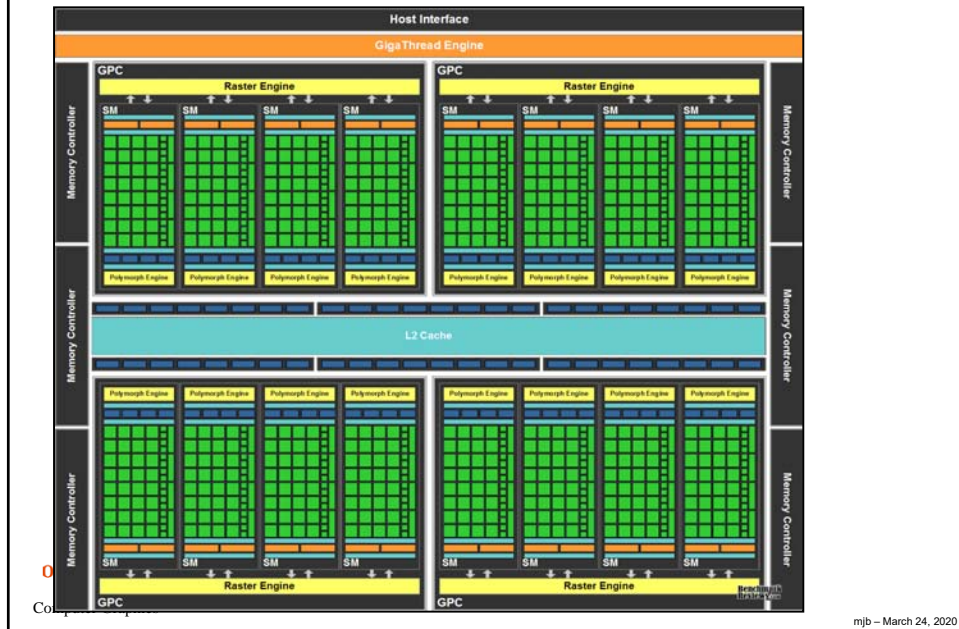 Host Interface
GigaThread Engine
GPC
GPC
Raster Engine
Raster Engine
SM
SM
SM
SM
SM
SM
SM
SM
Memory Controller
Memory Controller
Polymorph Engine
Polymorph Engine
Polymorph Engine
Polymorph Engine
Polymorph Engine
Polymorph Engine
Polymorph Engine
Polymorph Engine
Memory Controller
Memory Controller
L2 Cache
Polymorph Engine
Polymorph Engine
Polymorph Engine
Polymorph Engine
Polymorph Engine
Polymorph Engine
Polymorph Engine
Polymorph Engine
Memory Controller
Memory Controller
SM
SM
SM
SM
SM
SM
SM
SM
Raster Engine
Raster Engine
GPC
GPC
mjb – March 24, 2020